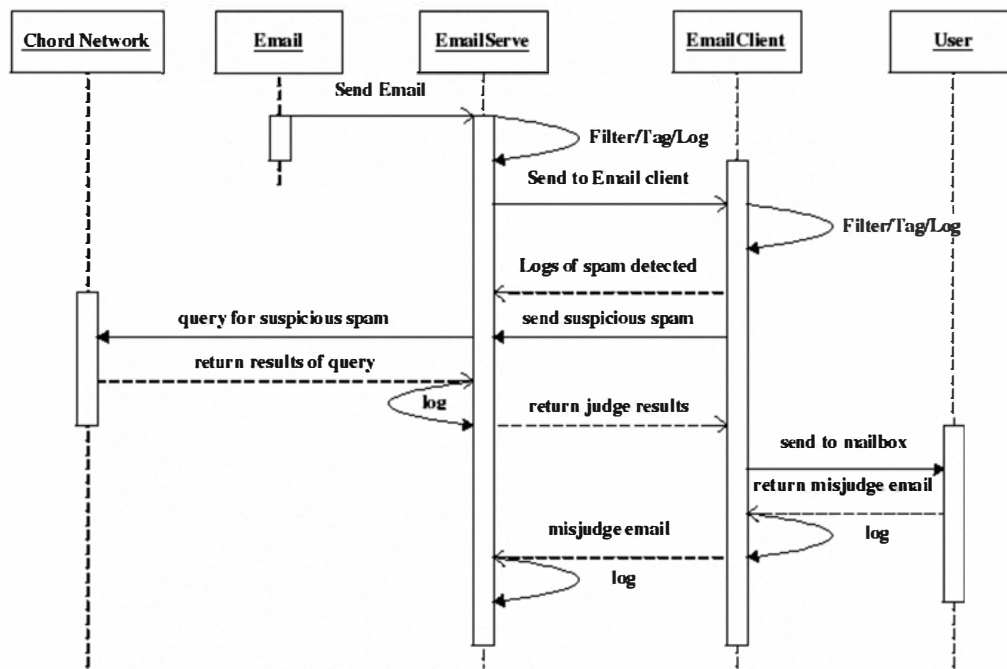 Chord Network
Email
EmailServe
EmailClient
User
Send Email
Filter/Tag/Log
Send to Email client
Filter/Tag/Log
Logs of spam detected
query for suspicious spam
send suspicious spam
return results of query
log
return judge results
send to mailbox
return misjudge email
misjudge email
log
log